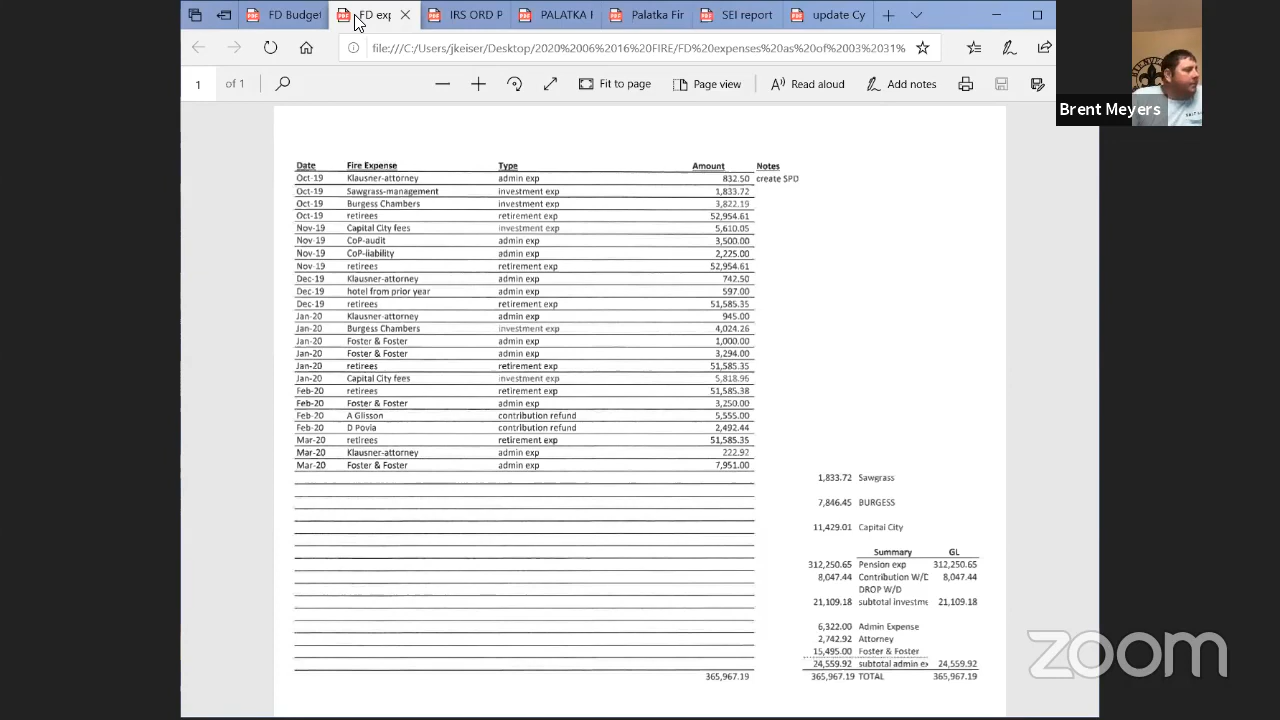 FD Budget
FD exp
IRS ORD P
PALATKA
Palatka Fir
SEI report
update Cy
file:///C:/Users/jkeiser/Desktop/2020%2006%2016%20FIRE/FD%20expenses%20as%20of%2003%2031%
1 of 1
Fit to page
Page view
Read aloud
Add notes
Brent Meyers
Date Fire Expense Type Amount Notes
Oct-19 Klausner-attorney admin exp 832.50 create SPD
Oct-19 Sawgrass-management investment exp 1,833.72
Oct-19 Burgess Chambers investment exp 3,822.19
Oct-19 retirees retirement exp 52,954.61
Nov-19 Capital City fees investment exp 5,610.05
Nov-19 CoP-audit admin exp 3,500.00
Nov-19 CoP-liability admin exp 2,225.00
Nov-19 retirees retirement exp 52,954.61
Dec-19 Klausner-attorney admin exp 742.50
Dec-19 hotel from prior year admin exp 597.00
Dec-19 retirees retirement exp 51,585.35
Jan-20 Klausner-attorney admin exp 945.00
Jan-20 Burgess Chambers investment exp 4,024.26
Jan-20 Foster & Foster admin exp 1,000.00
Jan-20 Foster & Foster admin exp 3,294.00
Jan-20 retirees retirement exp 51,585.35
Jan-20 Capital City fees investment exp 5,818.96
Feb-20 retirees retirement exp 51,585.38
Feb-20 Foster & Foster admin exp 3,250.00
Feb-20 A Glisson contribution refund 5,555.00
Feb-20 D Povia contribution refund 2,492.44
Mar-20 retirees retirement exp 51,585.35
Mar-20 Klausner-attorney admin exp 222.92
Mar-20 Foster & Foster admin exp 7,951.00
1,833.72 Sawgrass
7,846.45 BURGESS
11,429.01 Capital City
Summary GL
312,250.65 Pension exp 312,250.65
8,047.44 Contribution W/D 8,047.44
DROP W/D
21,109.18 subtotal investme 21,109.18
6,322.00 Admin Expense
2,742.92 Attorney
15,495.00 Foster & Foster
24,559.92 subtotal admin ex 24,559.92
365,967.19 365,967.19 TOTAL 365,967.19
zoom